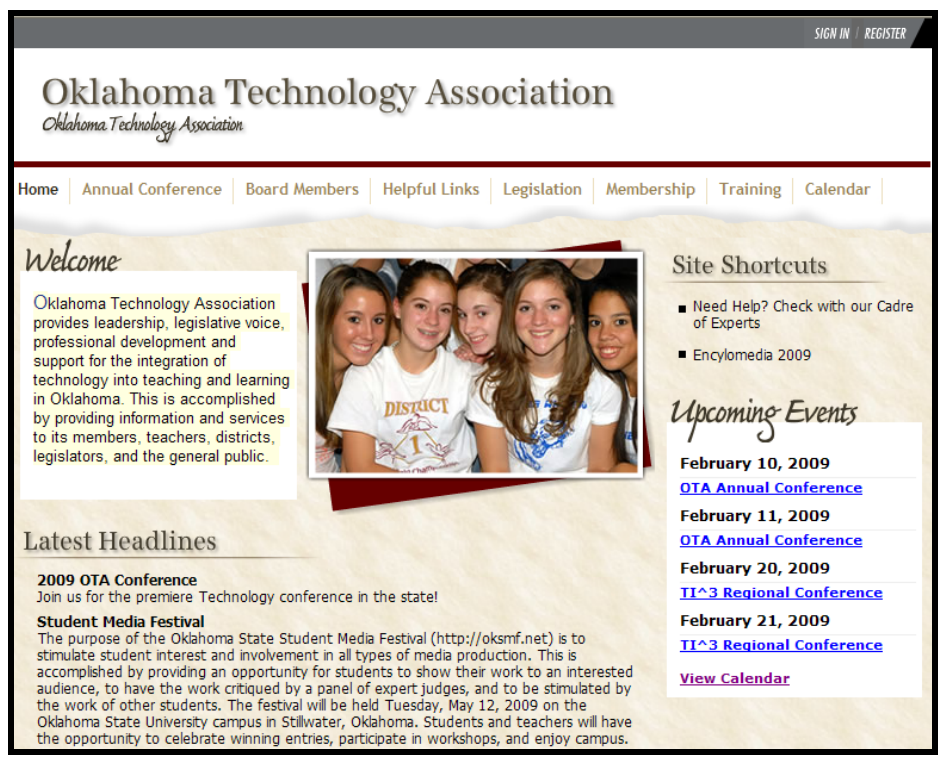 SIGN IN / REGISTER
Oklahoma Technology Association
Oklahoma Technology Association
Home Annual Conference Board Members Helpful Links Legislation Membership Training Calendar
Welcome
Oklahoma Technology Association
provides leadership, legislative voice,
professional development and
support for the integration of
technology into teaching and learning
in Oklahoma. This is accomplished
by providing information and services
to its members, teachers, districts,
legislators, and the general public.
DISTRICT
1
Site Shortcuts
Need Help? Check with our Cadre
of Experts
Encylomedia 2009
Upcoming Events
February 10, 2009
OTA Annual Conference
February 11, 2009
OTA Annual Conference
February 20, 2009
TI^3 Regional Conference
February 21, 2009
TI^3 Regional Conference
View Calendar
Latest Headlines
2009 OTA Conference
Join us for the premiere Technology conference in the state!
Student Media Festival
The purpose of the Oklahoma State Student Media Festival (http://oksmf.net) is to
stimulate student interest and involvement in all types of media production. This is
accomplished by providing an opportunity for students to show their work to an interested
audience, to have the work critiqued by a panel of expert judges, and to be stimulated by
the work of other students. The festival will be held Tuesday, May 12, 2009 on the
Oklahoma State University campus in Stillwater, Oklahoma. Students and teachers will have
the opportunity to celebrate winning entries, participate in workshops, and enjoy campus.